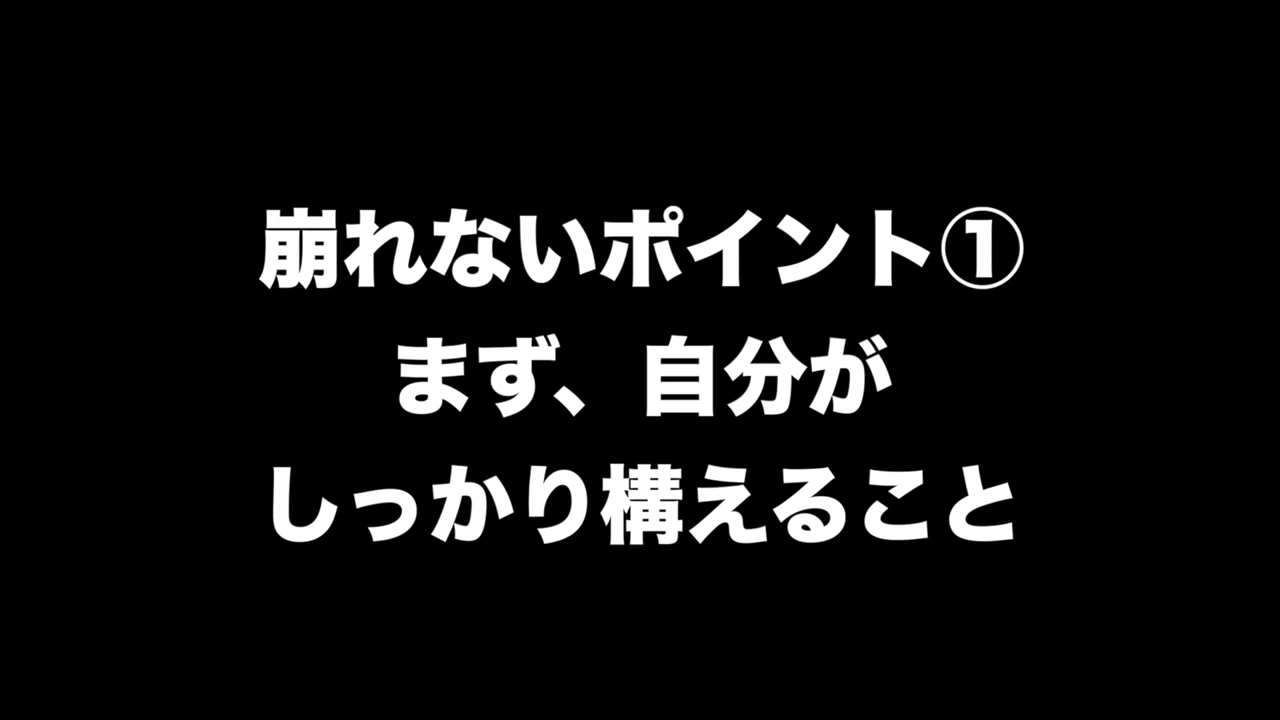 崩れないポイント①
まず、自分が
しっかり構えること